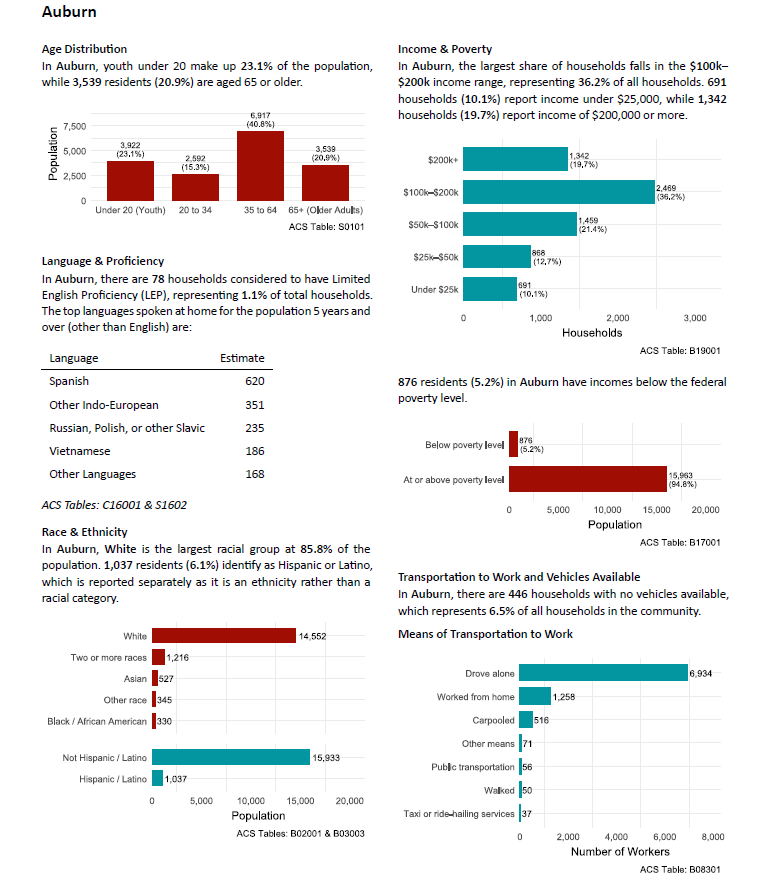 Auburn
Age Distribution
In Auburn, youth under 20 make up 23.1% of the population,
while 3,539 residents (20.9%) are aged 65 or older.
Population
7,500
5,000
2,500
0
3,922
(23.1%)
2,592
(15.3%)
6,917
(40.8%)
3,539
(20.9%)
Under 20 (Youth) 20 to 34 35 to 64 65+ (Older Adults)
ACS Table: S0101
Language & Proficiency
In Auburn, there are 78 households considered to have Limited
English Proficiency (LEP), representing 1.1% of total households.
The top languages spoken at home for the population 5 years and
over (other than English) are:
Language Estimate
Spanish 620
Other Indo-European 351
Russian, Polish, or other Slavic 235
Vietnamese 186
Other Languages 168
ACS Tables: C16001 & S1602
Race & Ethnicity
In Auburn, White is the largest racial group at 85.8% of the
population. 1,037 residents (6.1%) identify as Hispanic or Latino,
which is reported separately as it is an ethnicity rather than a
racial category.
White 14,552
Two or more races 1,216
Asian 527
Other race 345
Black / African American 330
Not Hispanic / Latino 15,933
Hispanic / Latino 1,037
0 5,000 10,000 15,000 20,000
Population
ACS Tables: B02001 & B03003
Income & Poverty
In Auburn, the largest share of households falls in the $100k–
$200k income range, representing 36.2% of all households. 691
households (10.1%) report income under $25,000, while 1,342
households (19.7%) report income of $200,000 or more.
$200k+ 1,342
(19.7%)
$100k–$200k 2,469
(36.2%)
$50k–$100k 1,459
(21.4%)
$25k–$50k 868
(12.7%)
Under $25k 691
(10.1%)
0 1,000 2,000 3,000
Households
ACS Table: B19001
876 residents (5.2%) in Auburn have incomes below the federal
poverty level.
Below poverty level 876
(5.2%)
At or above poverty level 15,963
(94.8%)
0 5,000 10,000 15,000 20,000
Population
ACS Table: B17001
Transportation to Work and Vehicles Available
In Auburn, there are 446 households with no vehicles available,
which represents 6.5% of all households in the community.
Means of Transportation to Work
Drove alone 6,934
Worked from home 1,258
Carpooled 516
Other means 71
Public transportation 56
Walked 50
Taxi or ride-hailing services 37
0 2,000 4,000 6,000 8,000
Number of Workers
ACS Table: B08301